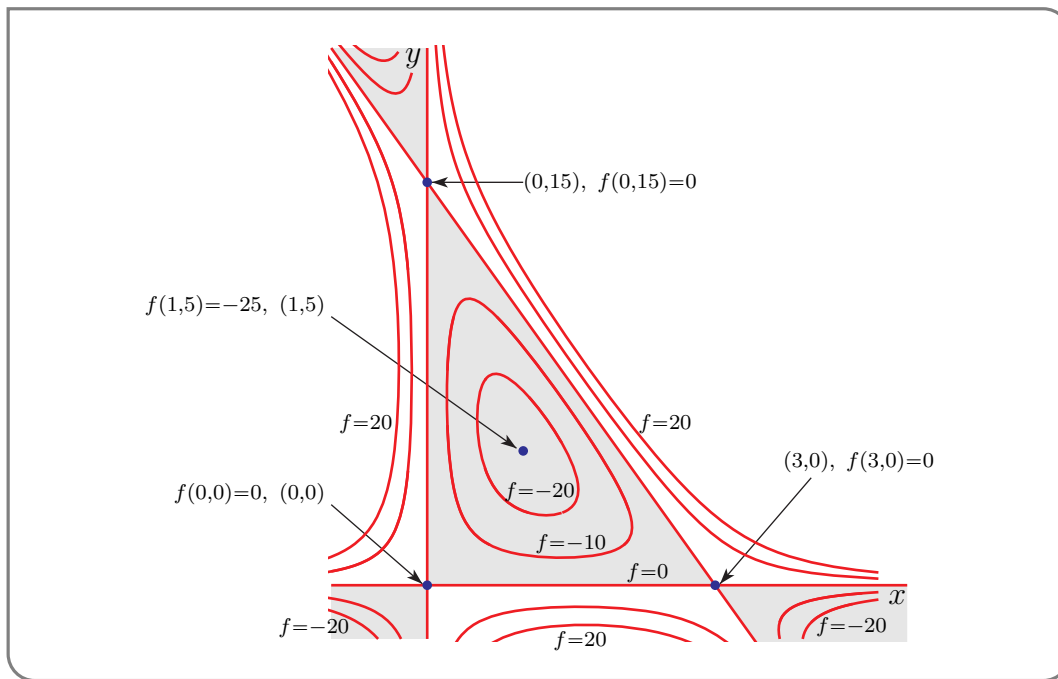 y
(0,15), f(0,15)=0
f(1,5)=−25, (1,5)
f=20
f=20
(3,0), f(3,0)=0
f(0,0)=0, (0,0)
f=−20
f=−10
f=0
x
f=−20
f=20
f=−20